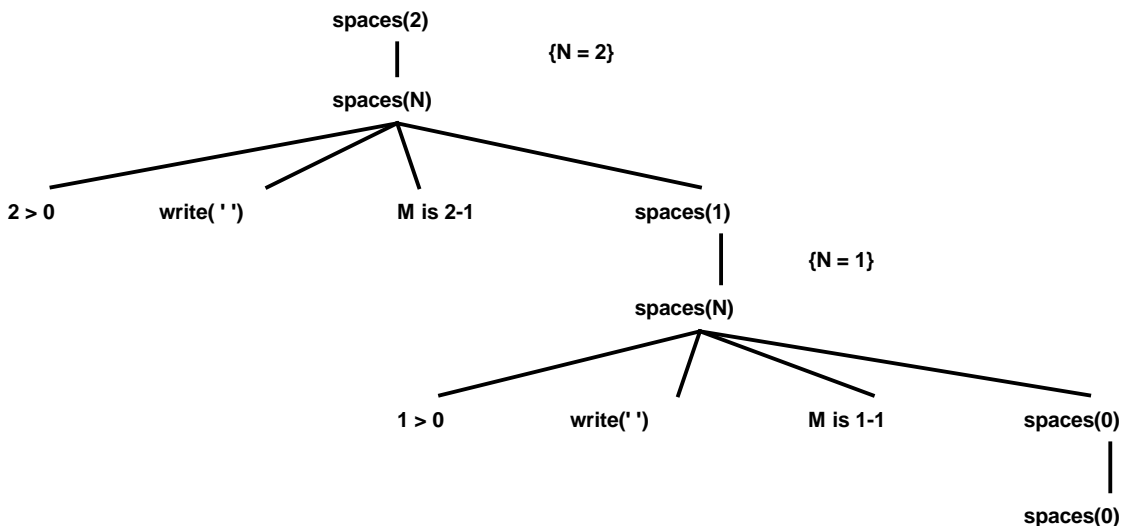 spaces(2)
{N = 2}
spaces(N)
2 > 0 write( ' ') M is 2-1 spaces(1)
{N = 1}
spaces(N)
1 > 0 write(' ') M is 1-1 spaces(0)
spaces(0)